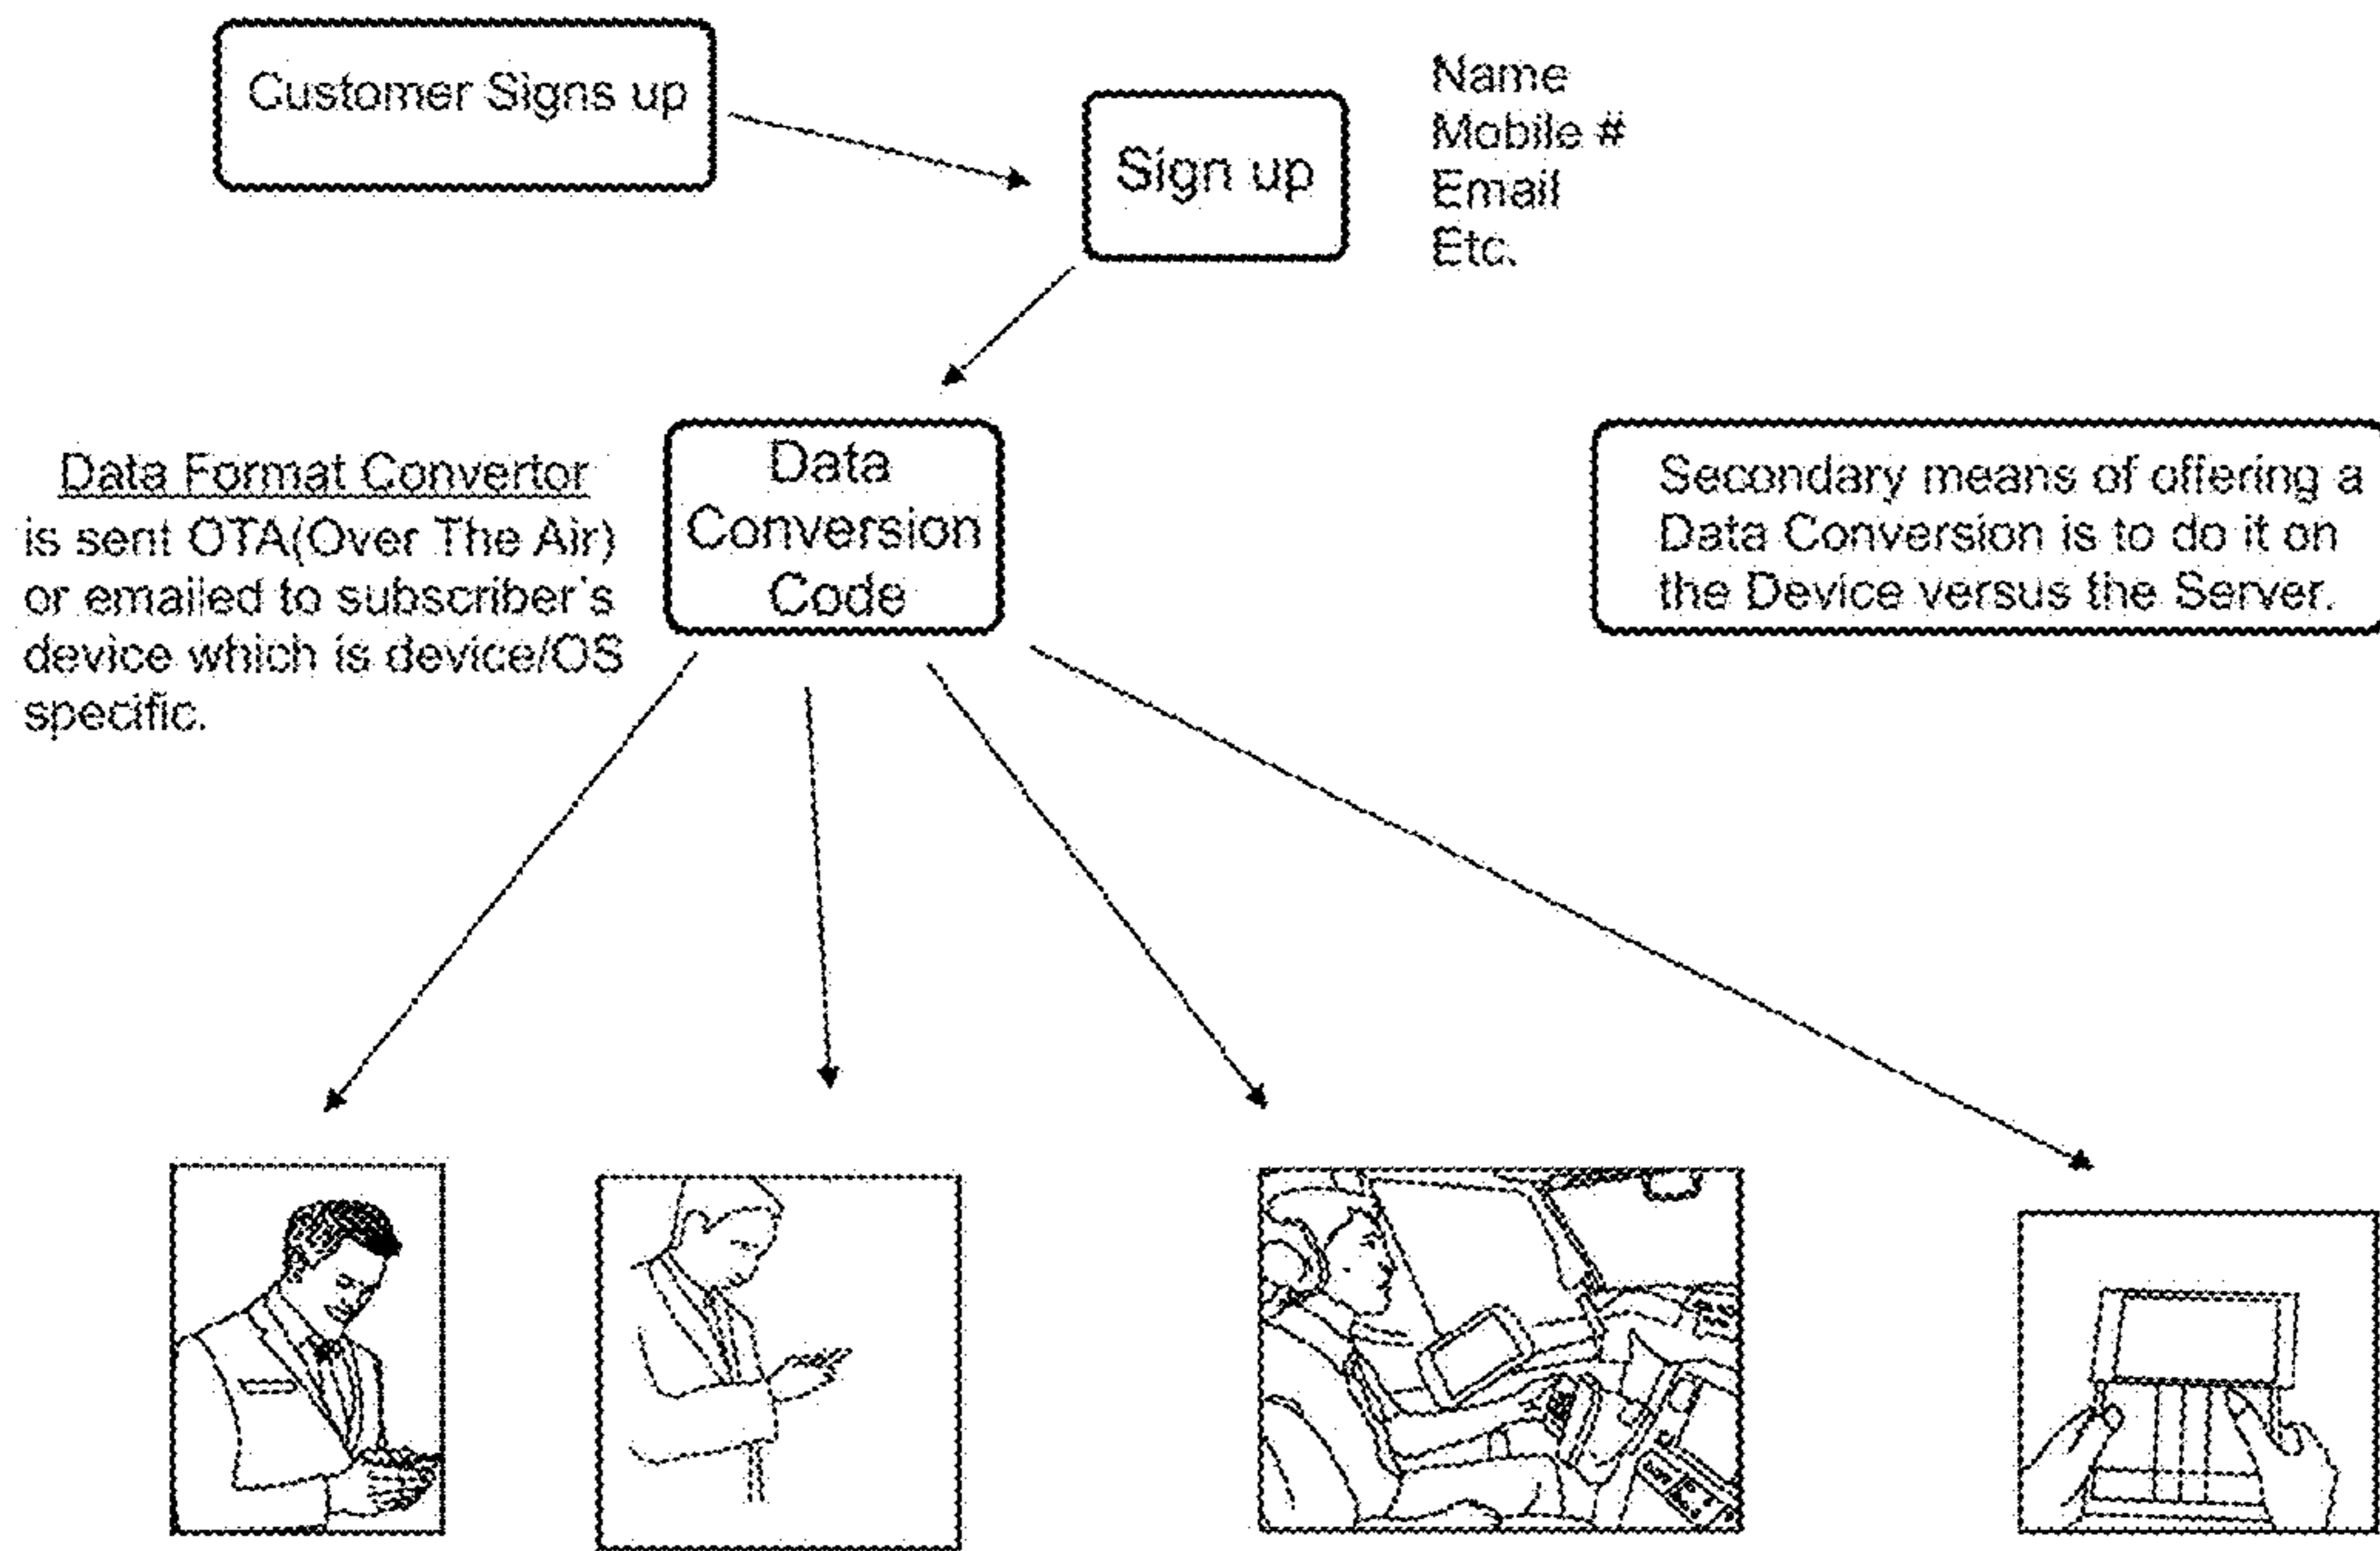 Customer Signs up
Sign up
Name
Mobile #
Email
Etc.
Data Format Convertor
is sent OTA(Over The Air)
or emailed to subscriber's
device which is device/OS
specific.
Data
Conversion
Code
Secondary means of offering a
Data Conversion is to do it on
the Device versus the Server.